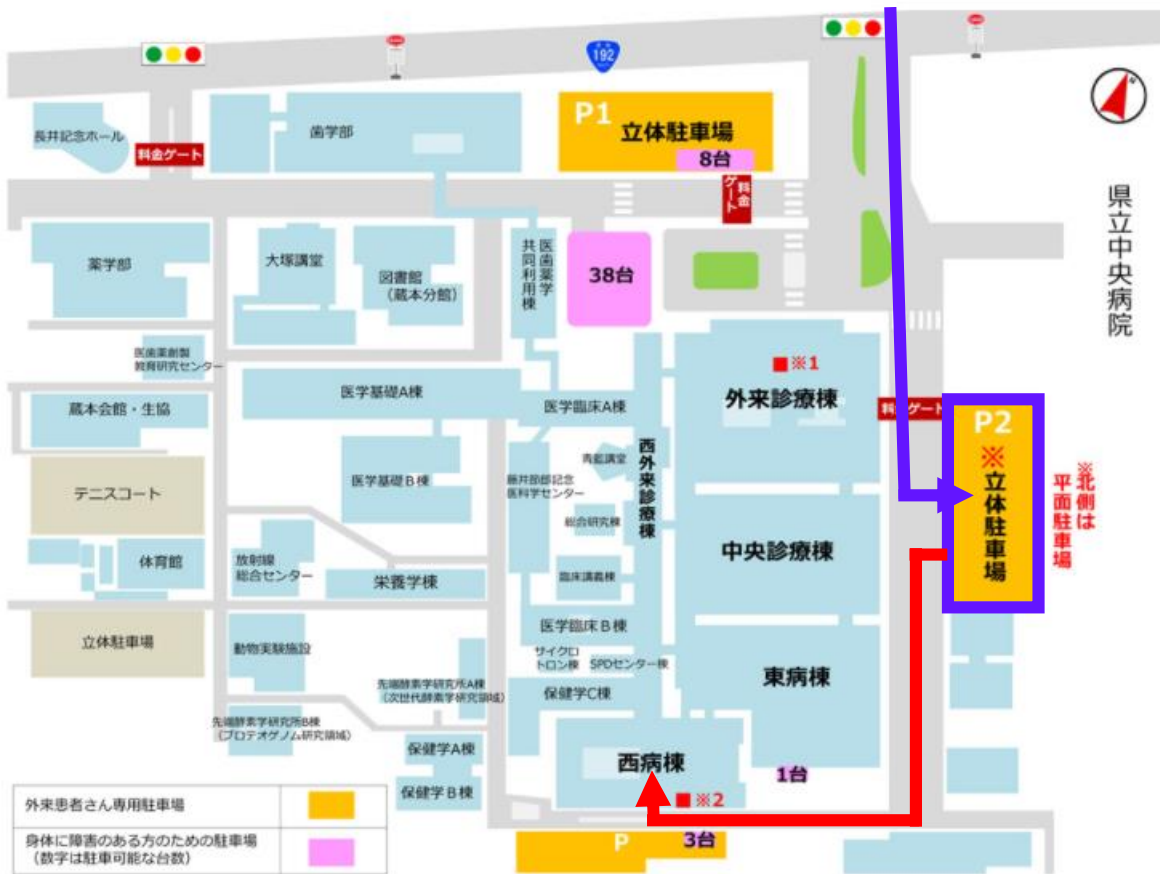 192
長井記念ホール
料金ゲート
歯学部
P1
立体駐車場
8台
料金
ゲート
県立中央病院
薬学部
大塚講堂
図書館
(蔵本分館)
医歯薬学
共同利用棟
38台
医歯薬創製
教育研究センター
蔵本会館・生協
医学基礎A棟
医学臨床A棟
西外来診療棟
■※1
外来診療棟
料金ゲート
P2
※立体駐車場
※北側は
平面駐車場
テニスコート
医学基礎B棟
藤井節郎記念
医科学センター
青藍講堂
総合研究棟
中央診療棟
体育館
放射線
総合センター
栄養学棟
臨床講義棟
立体駐車場
動物実験施設
医学臨床B棟
サイクロ
トロン棟
SPDセンター棟
東病棟
先端酵素学研究所A棟
(次世代酵素学研究領域)
保健学C棟
先端酵素学研究所B棟
(プロテオゲノム研究領域)
保健学A棟
保健学B棟
西病棟
1台
■※2
P
3台
外来患者さん専用駐車場
身体に障害のある方のための駐車場
(数字は駐車可能な台数)